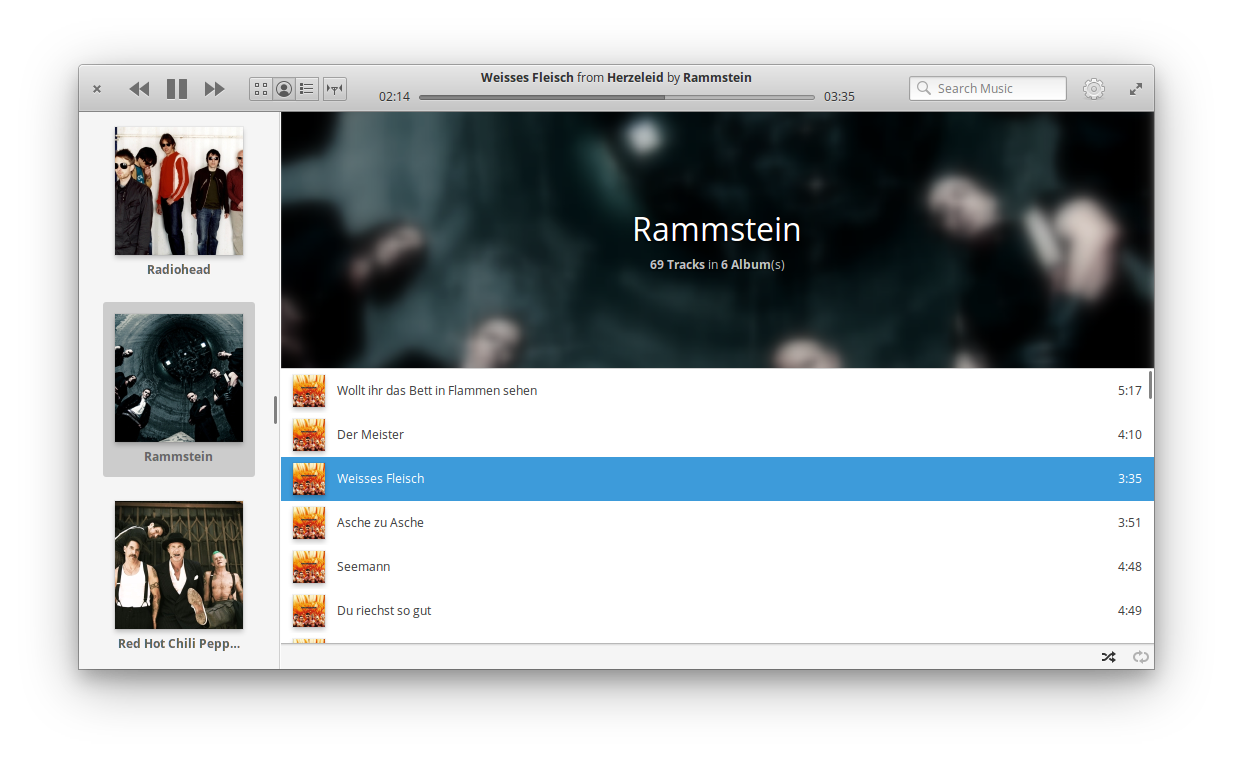 Weisses Fleisch from Herzeleid by Rammstein
02:14 03:35
Search Music
Radiohead
Rammstein
Red Hot Chili Pepp...
Rammstein
69 Tracks in 6 Album(s)
Wollt ihr das Bett in Flammen sehen 5:17
Der Meister 4:10
Weisses Fleisch 3:35
Asche zu Asche 3:51
Seemann 4:48
Du riechst so gut 4:49